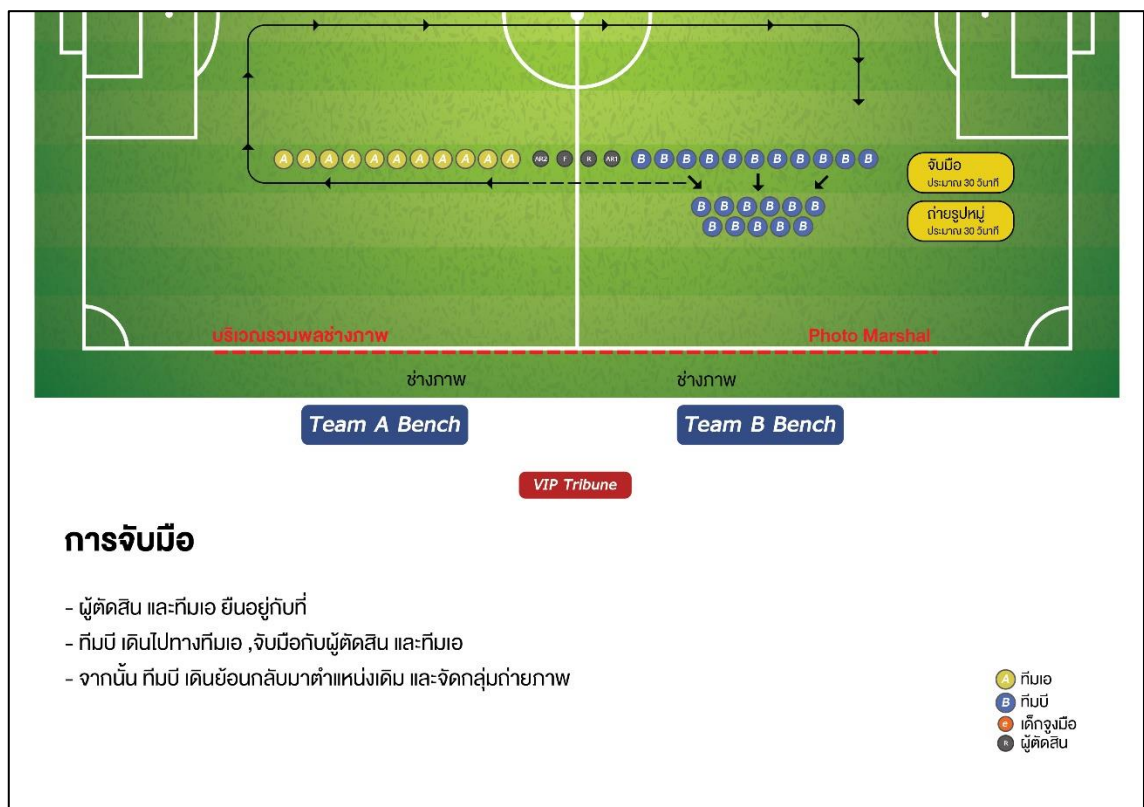 A A A A A A A A A A A AR2 F R AR1 B B B B B B B B B B B
จับมือ
ประมาณ 30 วินาที
B B B B B B
ถ่ายรูปหมู่
ประมาณ 30 วินาที
B B B B B
บริเวณรวมพลช่างภาพ Photo Marshal
ช่างภาพ ช่างภาพ
Team A Bench Team B Bench
VIP Tribune
การจับมือ
- ผู้ตัดสิน และทีมเอ ยืนอยู่กับที่
- ทีมบี เดินไปทางทีมเอ ,จับมือกับผู้ตัดสิน และทีมเอ
- จากนั้น ทีมบี เดินย้อนกลับมาตำแหน่งเดิม และจัดกลุ่มถ่ายภาพ
A ทีมเอ
B ทีมบี
e เด็กจูงมือ
R ผู้ตัดสิน